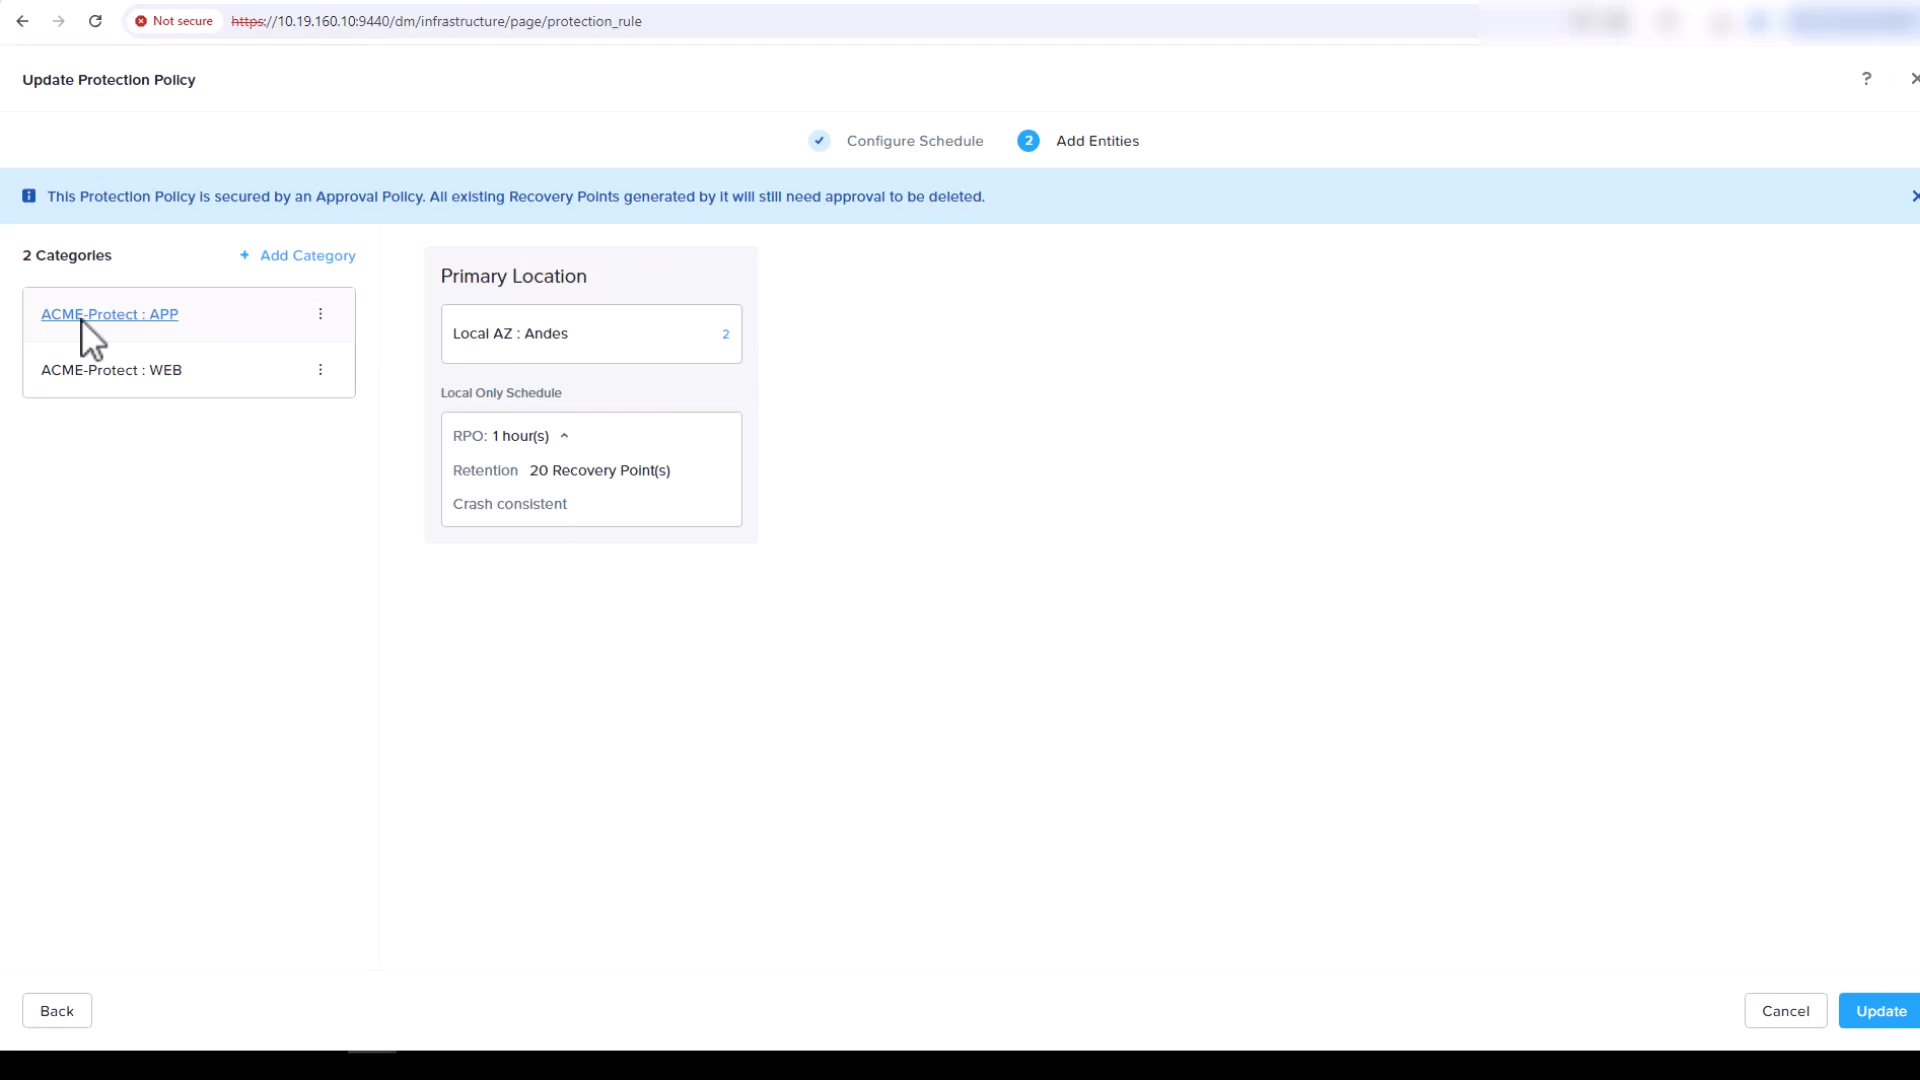 Not secure https://10.19.160.10:9440/dm/infrastructure/page/protection_rule
Update Protection Policy
?
Configure Schedule
2 Add Entities
This Protection Policy is secured by an Approval Policy. All existing Recovery Points generated by it will still need approval to be deleted.
2 Categories
+ Add Category
ACME-Protect : APP
ACME-Protect : WEB
Primary Location
Local AZ : Andes 2
Local Only Schedule
RPO: 1 hour(s)
Retention 20 Recovery Point(s)
Crash consistent
Back
Cancel
Update